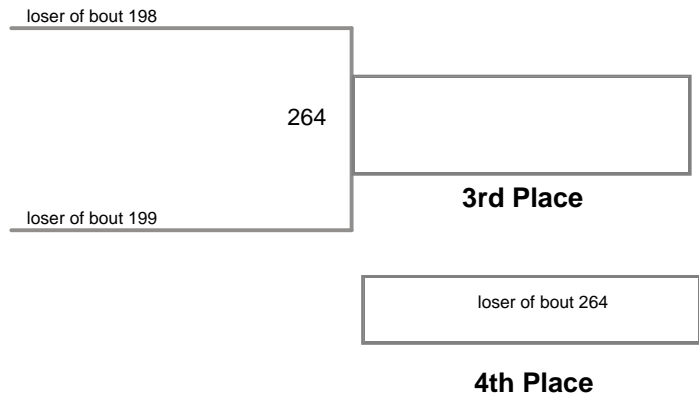 loser of bout 198
264
3rd Place
loser of bout 199
loser of bout 264
4th Place